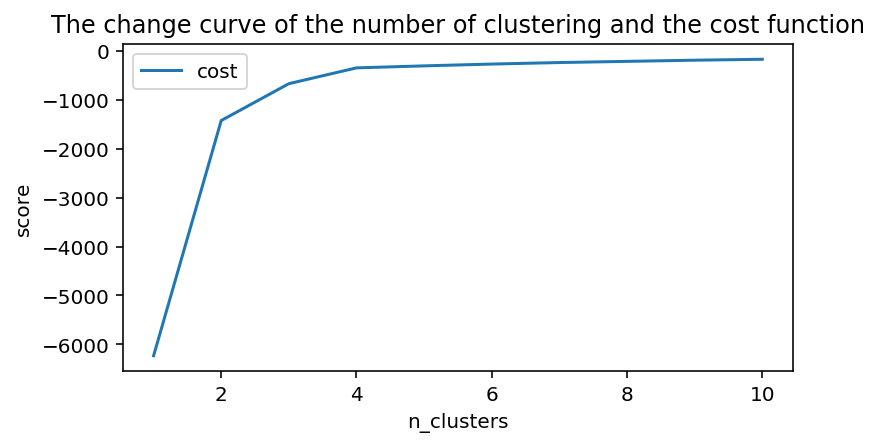 The change curve of the number of clustering and the cost function
cost
0
−1000
−2000
−3000
−4000
−5000
−6000
score
2 4 6 8 10
n_clusters